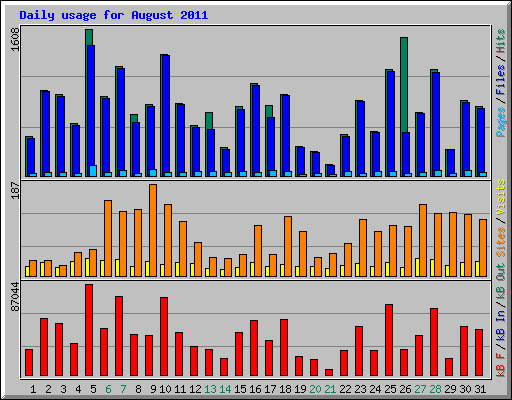 Daily usage for August 2011
1608
Pages / Files / Hits
187
Sites / Visits
87044
kB F / kB In / kB Out
1 2 3 4 5 6 7 8 9 10 11 12 13 14 15 16 17 18 19 20 21 22 23 24 25 26 27 28 29 30 31